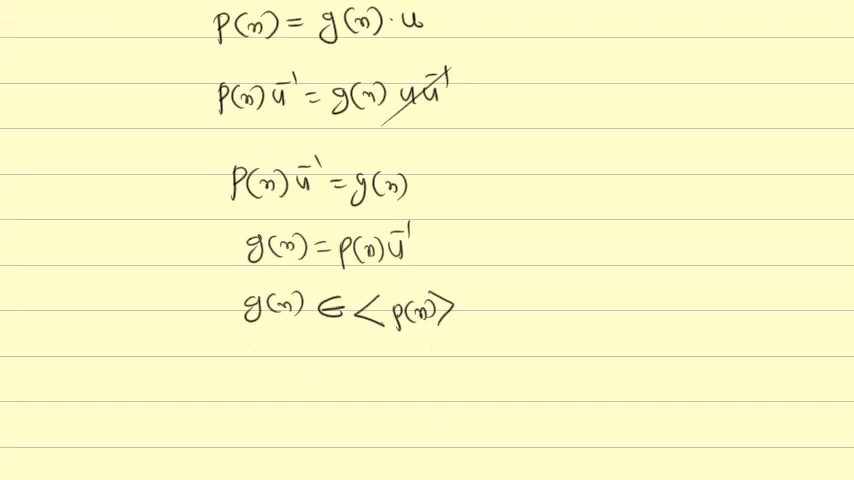 p(x) = g(x) · u
p(x) u⁻¹ = g(x) u u⁻¹
p(x) u⁻¹ = g(x)
g(x) = p(x) u⁻¹
g(x) ∈ < p(x) >